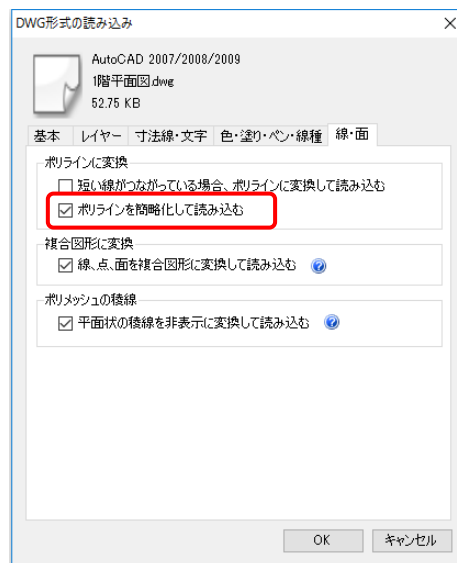 DWG形式の読み込み
AutoCAD 2007/2008/2009
1階平面図.dwg
52.75 KB
基本 レイヤー 寸法線・文字 色・塗り・ペン・線種 線・面
ポリラインに変換
短い線がつながっている場合、ポリラインに変換して読み込む
ポリラインを簡略化して読み込む
複合図形に変換
線、点、面を複合図形に変換して読み込む
ポリメッシュの稜線
平面状の稜線を非表示に変換して読み込む
OK キャンセル